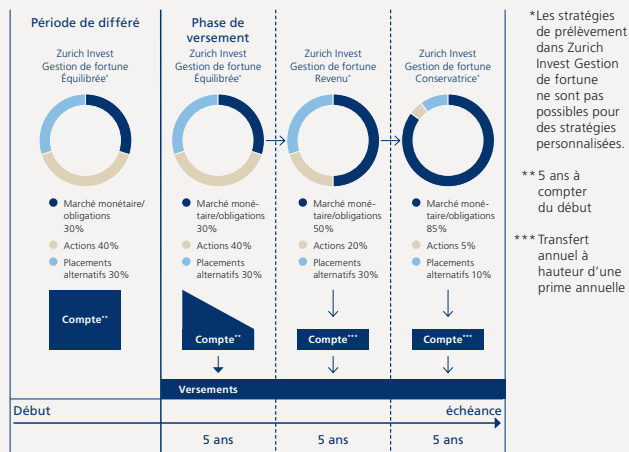 Période de différé
Zurich Invest
Gestion de fortune
Équilibrée*
Marché monétaire/
obligations
30%
Actions 40%
Placements
alternatifs 30%
Compte**
Phase de
versement
Zurich Invest
Gestion de fortune
Équilibrée*
Marché moné-
taire/obligations
30%
Actions 40%
Placements
alternatifs 30%
Compte**
Zurich Invest
Gestion de fortune
Revenu*
Marché moné-
taire/obligations
50%
Actions 20%
Placements
alternatifs 30%
Compte***
Zurich Invest
Gestion de fortune
Conservatrice*
Marché moné-
taire/obligations
85%
Actions 5%
Placements
alternatifs 10%
Compte***
Versements
Début
échéance
5 ans
5 ans
5 ans
*Les stratégies
de prélèvement
dans Zurich
Invest Gestion
de fortune
ne sont pas
possibles pour
des stratégies
personnalisées.
** 5 ans à
compter
du début
*** Transfert
annuel à
hauteur d'une
prime annuelle